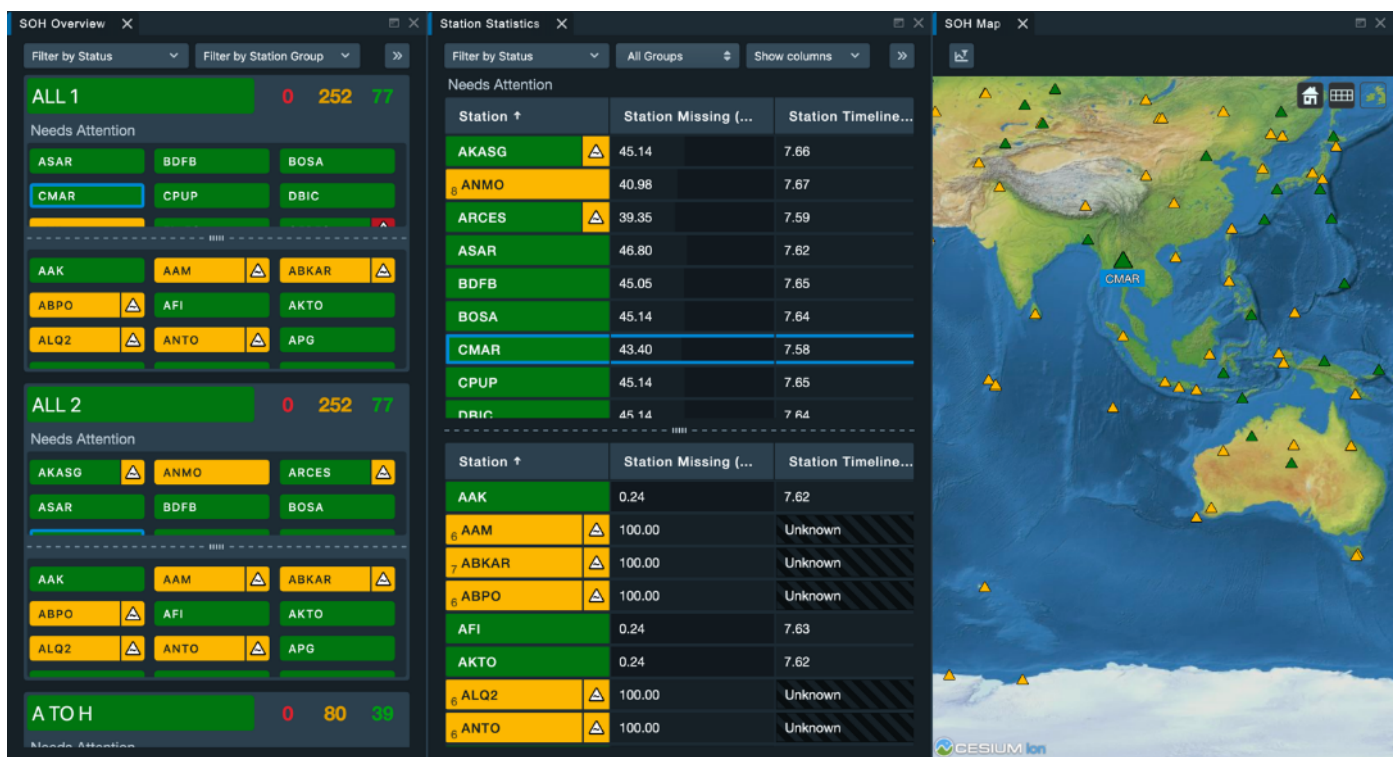 SOH Overview
Filter by Status
Filter by Station Group
ALL 1 0 252 77
Needs Attention
ASAR BDFB BOSA
CMAR CPUP DBIC
AAK AAM ABKAR
ABPO AFI AKTO
ALQ2 ANTO APG
ALL 2 0 252 77
Needs Attention
AKASG ANMO ARCES
ASAR BDFB BOSA
AAK AAM ABKAR
ABPO AFI AKTO
ALQ2 ANTO APG
A TO H 0 80 39
Needs Attention
Station Statistics
Filter by Status
All Groups
Show columns
Needs Attention
Station ↑ Station Missing (... Station Timeline...
AKASG 45.14 7.66
8 ANMO 40.98 7.67
ARCES 39.35 7.59
ASAR 46.80 7.62
BDFB 45.05 7.65
BOSA 45.14 7.64
CMAR 43.40 7.58
CPUP 45.14 7.65
DBIC 45.14 7.64
Station ↑ Station Missing (... Station Timeline...
AAK 0.24 7.62
6 AAM 100.00 Unknown
7 ABKAR 100.00 Unknown
6 ABPO 100.00 Unknown
AFI 0.24 7.63
AKTO 0.24 7.62
6 ALQ2 100.00 Unknown
6 ANTO 100.00 Unknown
SOH Map
CMAR
CESIUM ion